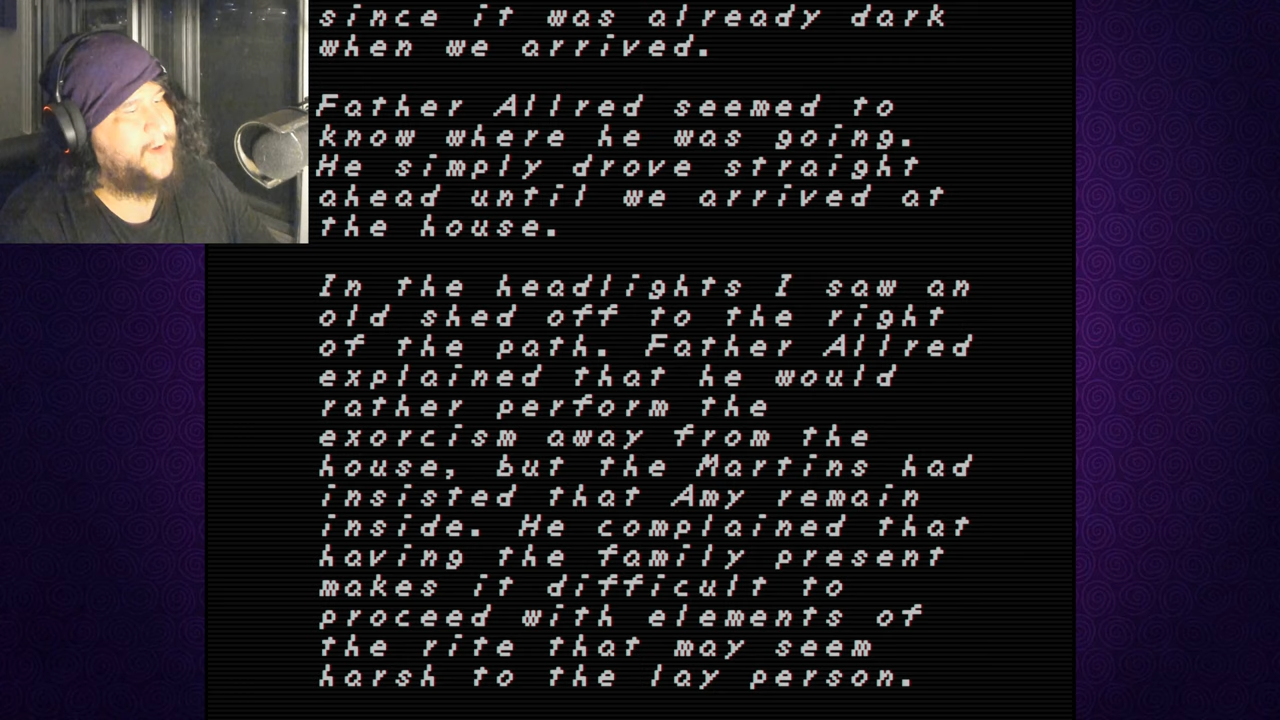 since it was already dark
when we arrived.
Father Allred seemed to
know where he was going.
He simply drove straight
ahead until we arrived at
the house.
In the headlights I saw an
old shed off to the right
of the path. Father Allred
explained that he would
rather perform the
exorcism away from the
house, but the Martins had
insisted that Amy remain
inside. He complained that
having the family present
makes it difficult to
proceed with elements of
the rite that may seem
harsh to the lay person.